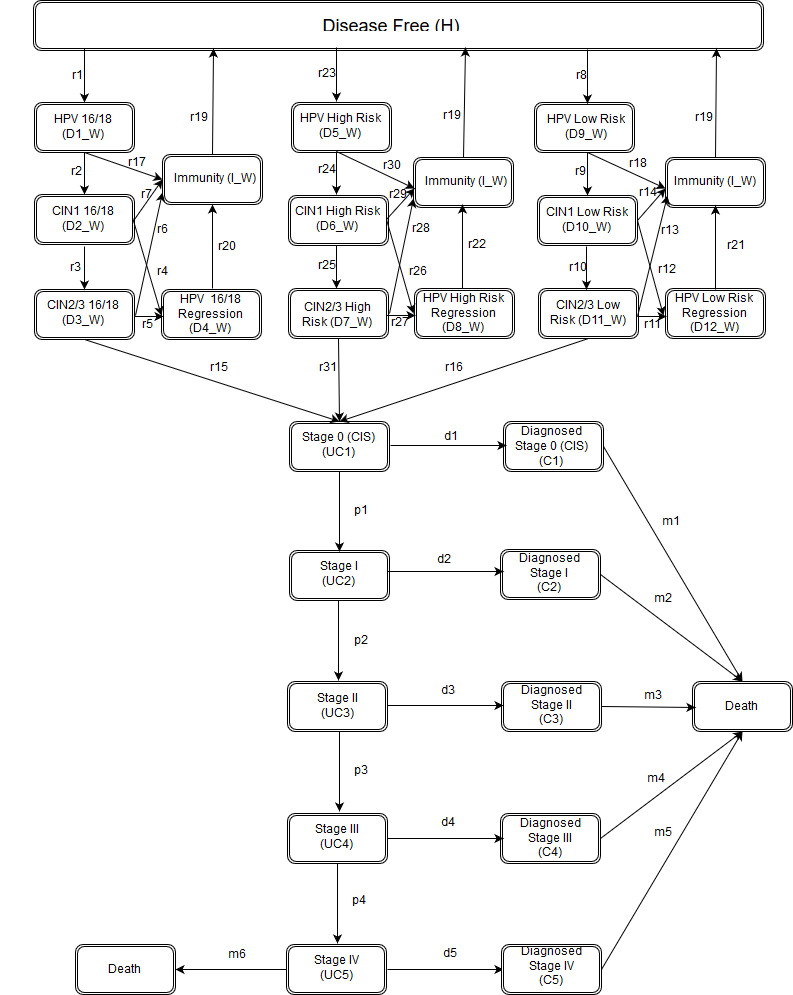 Disease Free (H)
r1
r19
r23
r19
r8
r19
HPV 16/18
(D1_W)
HPV High Risk
(D5_W)
HPV Low Risk
(D9_W)
r2
r17
r24
r30
r9
r18
Immunity (I_W)
Immunity (I_W)
Immunity (I_W)
r7
r29
r14
CIN1 16/18
(D2_W)
CIN1 High Risk
(D6_W)
CIN1 Low Risk
(D10_W)
r6
r28
r13
r20
r22
r21
r3
r4
r25
r26
r10
r12
CIN2/3 16/18
(D3_W)
r5
HPV 16/18
Regression
(D4_W)
CIN2/3 High
Risk (D7_W)
r27
HPV High Risk
Regression
(D8_W)
CIN2/3 Low
Risk (D11_W)
r11
HPV Low Risk
Regression
(D12_W)
r15
r31
r16
Stage 0 (CIS)
(UC1)
d1
Diagnosed
Stage 0 (CIS)
(C1)
p1
m1
Stage I
(UC2)
d2
Diagnosed
Stage I
(C2)
m2
p2
Stage II
(UC3)
d3
Diagnosed
Stage II
(C3)
m3
Death
p3
m4
Stage III
(UC4)
d4
Diagnosed
Stage III
(C4)
m5
p4
Death
m6
Stage IV
(UC5)
d5
Diagnosed
Stage IV
(C5)